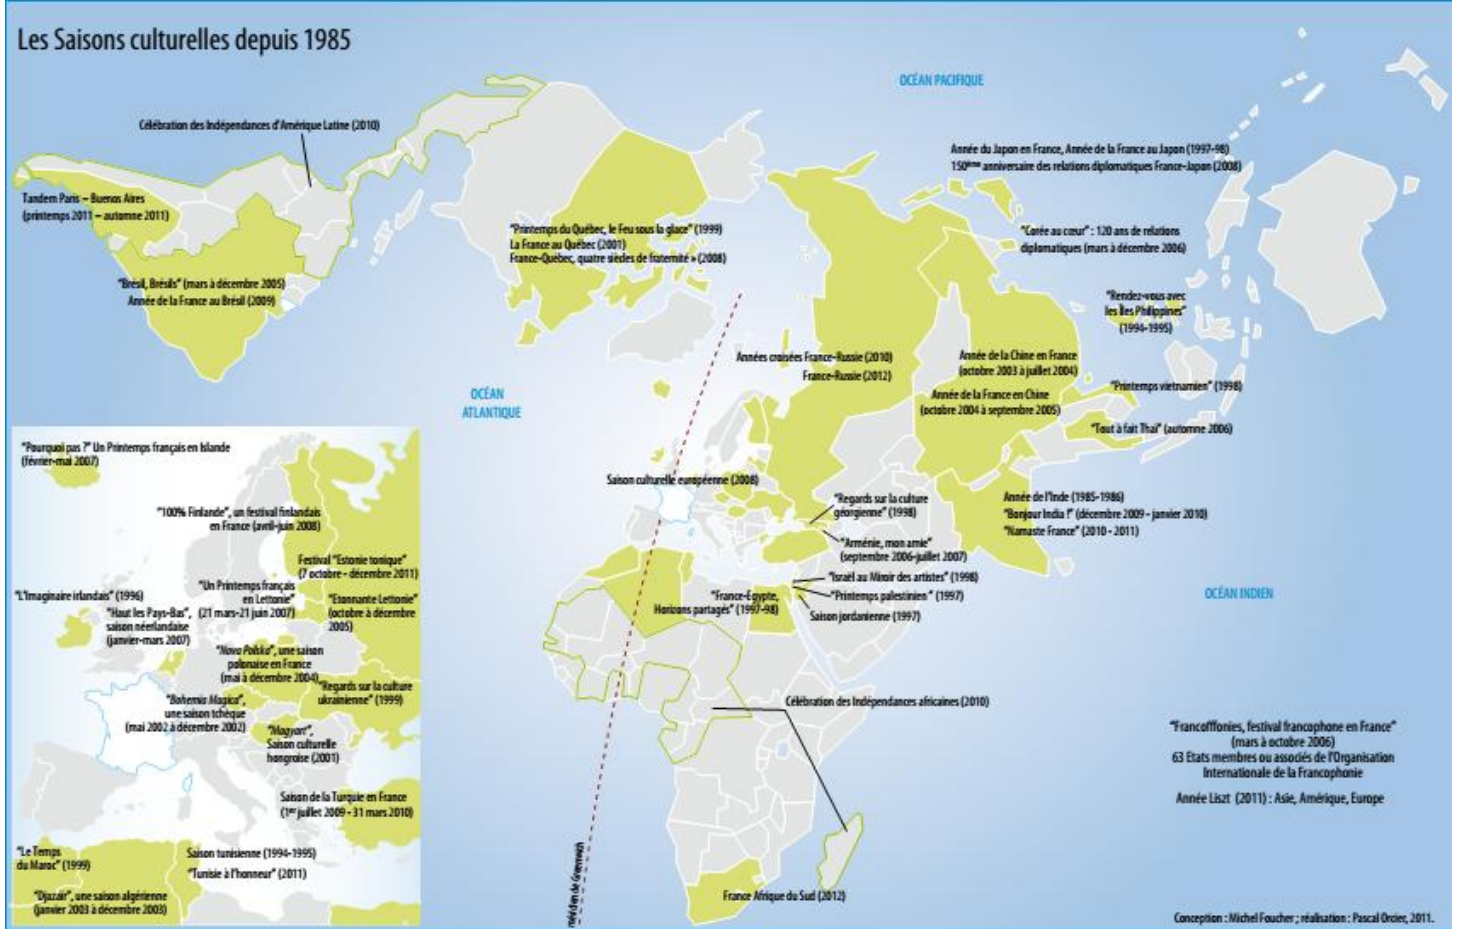 Les Saisons culturelles depuis 1985
OCÉAN PACIFIQUE
Célébration des Indépendances d'Amérique Latine (2010)
Année du Japon en France, Année de la France au Japon (1997-98)
150ème anniversaire des relations diplomatiques France-Japon (2008)
Tandem Paris – Buenos Aires
(printemps 2011 – automne 2011)
"Printemps du Québec, le Feu sous la glace" (1999)
La France au Québec (2001)
France-Québec, quatre siècles de fraternité » (2008)
"Corée au cœur" : 120 ans de relations
diplomatiques (mars à décembre 2006)
"Brésil, Brésils" (mars à décembre 2005)
Année de la France au Brésil (2009)
"Rendez-vous avec
les Îles Philippines"
(1994-1995)
Années croisées France-Russie (2010)
France-Russie (2012)
Année de la Chine en France
(octobre 2003 à juillet 2004)
Année de la France en Chine
(octobre 2004 à septembre 2005)
"Printemps vietnamien" (1998)
OCÉAN
ATLANTIQUE
"Tout à fait Thaï" (automne 2006)
"Pourquoi pas ?" Un Printemps français en Islande
(février-mai 2007)
Saison culturelle européenne (2008)
"Regards sur la culture
géorgienne" (1998)
Année de l'Inde (1985-1986)
"Bonjour India !" (décembre 2009 - janvier 2010)
"Namaste France" (2010 - 2011)
"100% Finlande", un festival finlandais
en France (avril-juin 2008)
"Arménie, mon amie"
(septembre 2006-juillet 2007)
Festival "Estonie tonique"
(7 octobre - décembre 2011)
"Israël au Miroir des artistes" (1998)
"Printemps palestinien " (1997)
Saison jordanienne (1997)
"France-Egypte,
Horizons partagés" (1997-98)
OCÉAN INDIEN
"L'Imaginaire irlandais" (1996)
"Un Printemps français
en Lettonie"
(21 mars-21 juin 2007)
"Etonnante Lettonie"
(octobre à décembre
2005)
"Haut les Pays-Bas",
saison néerlandaise
(janvier-mars 2007)
"Nova Polska", une saison
polonaise en France
(mai à décembre 2004)
"Regards sur la culture
ukrainienne" (1999)
"Bohemia Magica",
une saison tchèque
(mai 2002 à décembre 2002)
"Magyart",
Saison culturelle
hongroise (2001)
Célébration des Indépendances africaines (2010)
"Francofffonies, festival francophone en France"
(mars à octobre 2006)
63 Etats membres ou associés de l'Organisation
Internationale de la Francophonie
Année Liszt (2011) : Asie, Amérique, Europe
Saison de la Turquie en France
(1er juillet 2009 - 31 mars 2010)
"Le Temps
du Maroc" (1999)
Saison tunisienne (1994-1995)
"Tunisie à l'honneur" (2011)
"Djazaïr", une saison algérienne
(janvier 2003 à décembre 2003)
France Afrique du Sud (2012)
de Greenwich
Conception : Michel Foucher ; réalisation : Pascal Orcier, 2011.